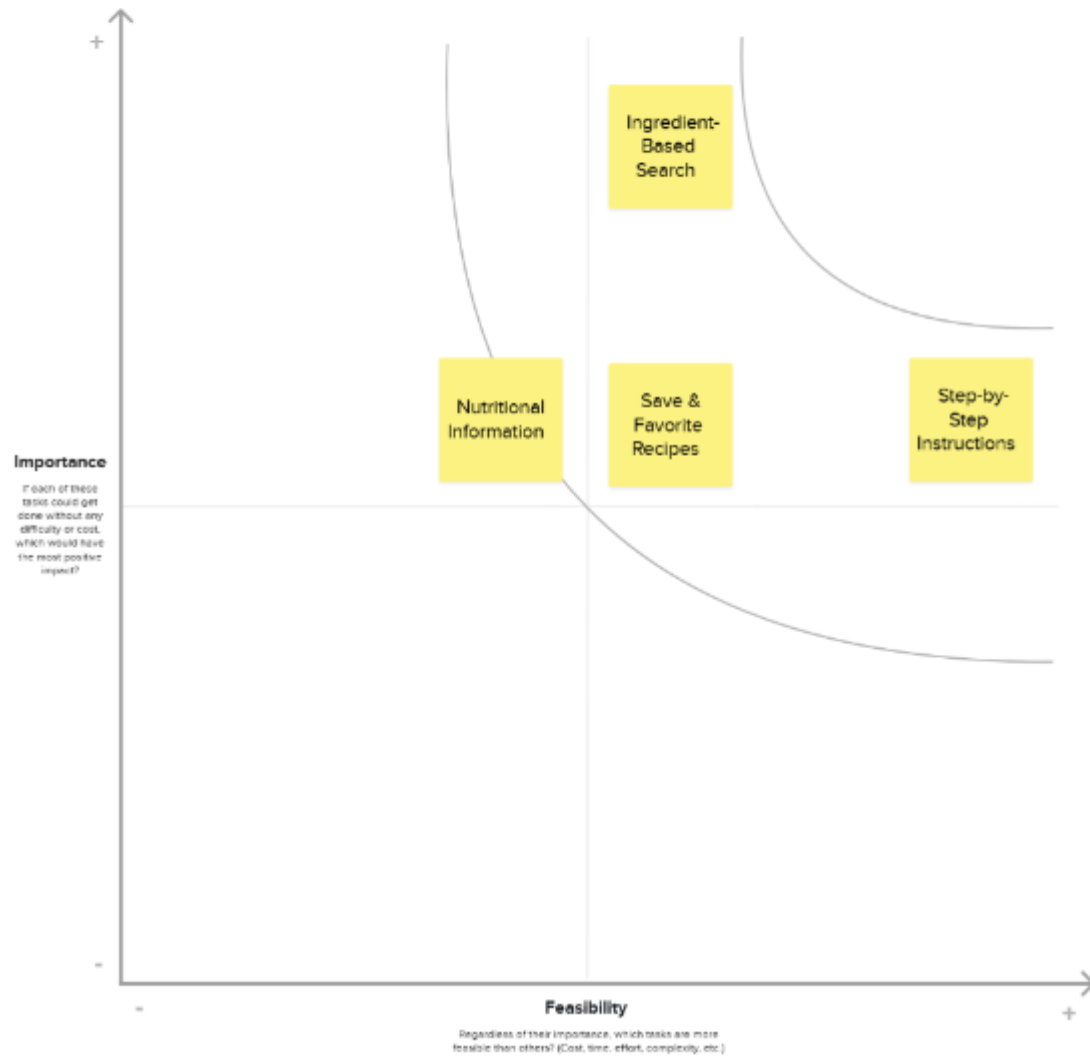 +
Ingredient-
Based
Search
Nutritional
Information
Save &
Favorite
Recipes
Step-by-
Step
Instructions
Importance
If each of these
tasks could get
done without any
difficulty or cost,
which would have
the most positive
impact?
-
-
Feasibility
+
Regardless of their importance, which tasks are more
feasible than others? (Cost, time, effort, complexity, etc.)